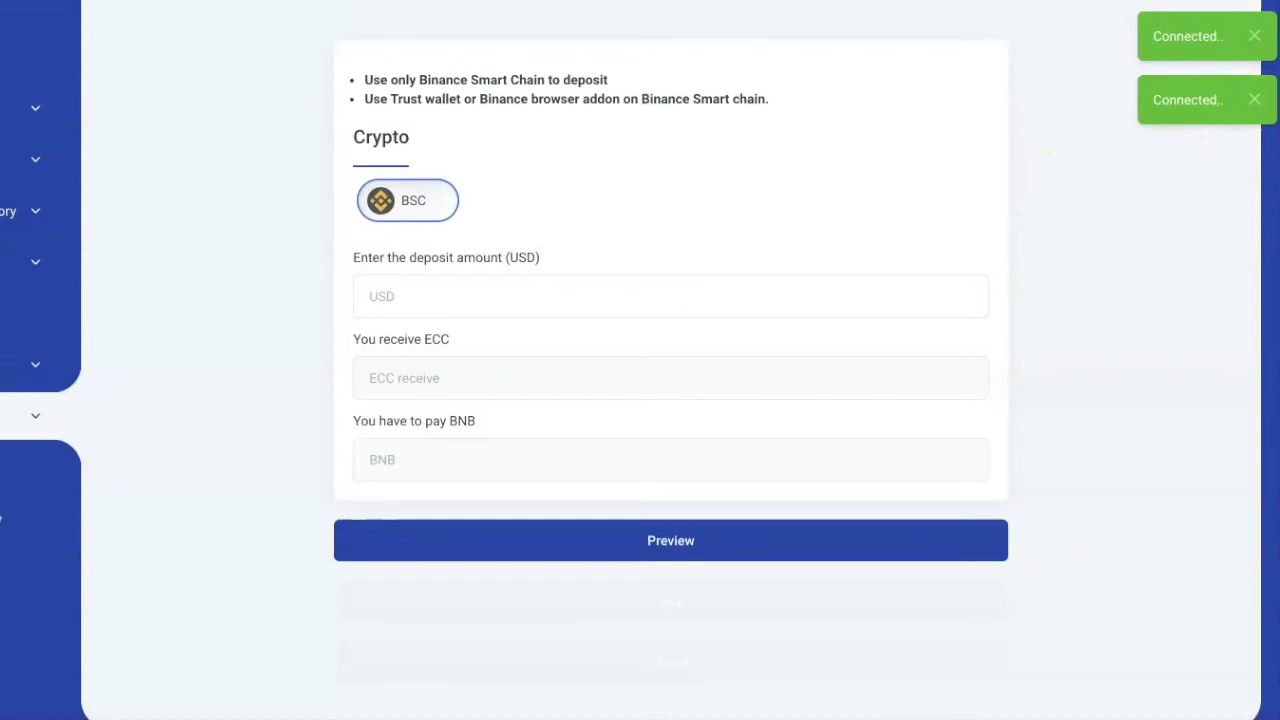 Connected..
Connected,.
• Use only Binance Smart Chain to deposit
• Use Trust wallet or Binance browser addon on Binance Smart chain.
Crypto
BSC
ory
Enter the deposit amount (USD)
USD
You receive ECC
ECC receive
You have to pay BNB
BNB
Preview
Pay